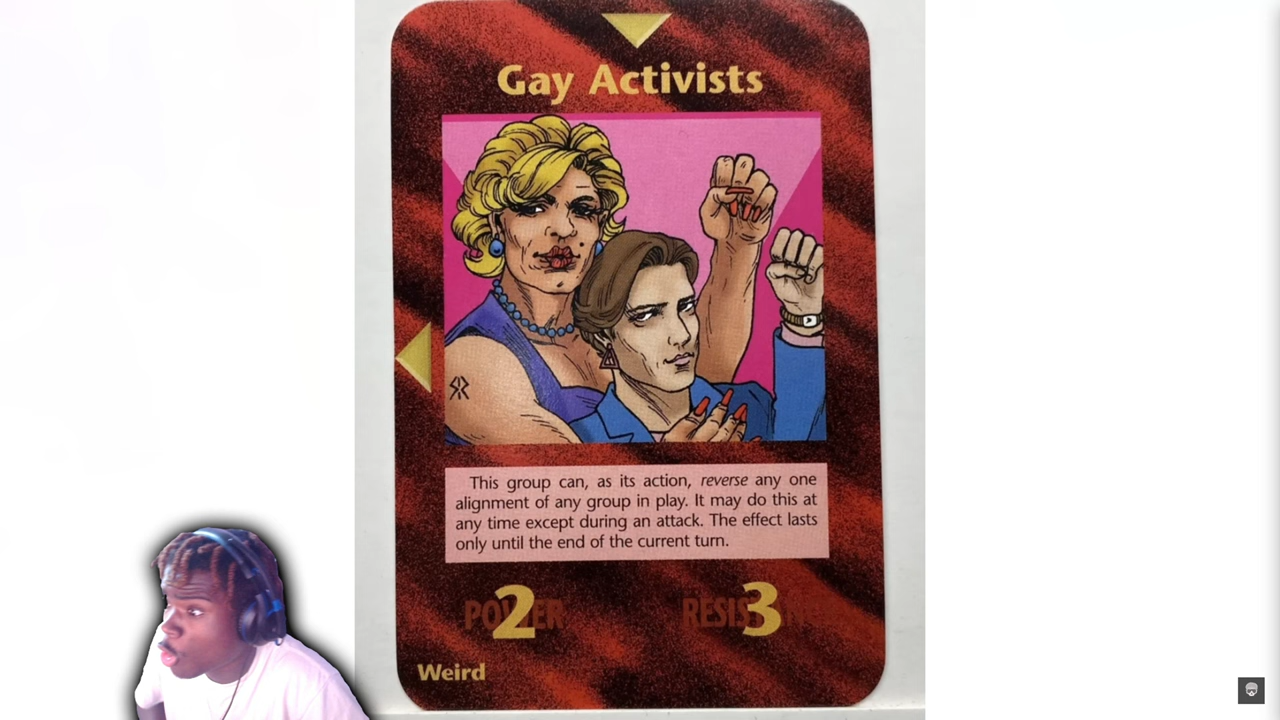 Gay Activists
This group can, as its action, reverse any one
alignment of any group in play. It may do this at
any time except during an attack. The effect lasts
only until the end of the current turn.
2
3
Weird